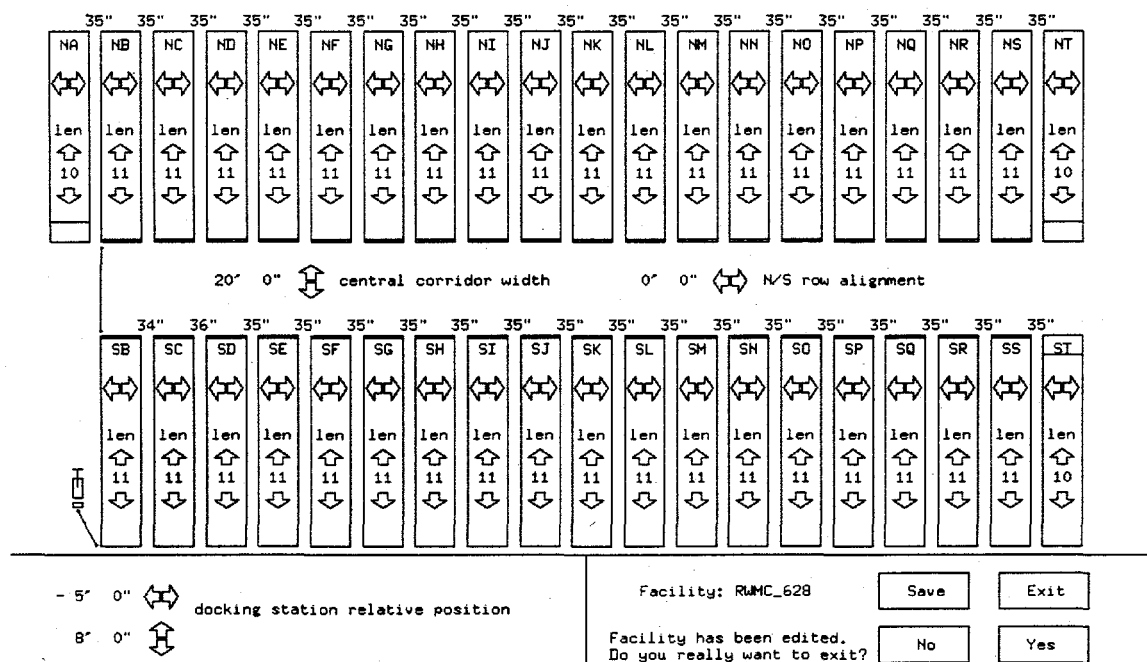 35" 35" 35" 35" 35" 35" 35" 35" 35" 35" 35" 35" 35" 35" 35" 35" 35" 35" 35"
NA NB NC ND NE NF NG NH NI NJ NK NL NM NN NO NP NQ NR NS NT
len len len len len len len len len len len len len len len len len len len len
10 11 11 11 11 11 11 11 11 11 11 11 11 11 11 11 11 11 11 10
20' 0" central corridor width 0' 0" N/S row alignment
34" 36" 35" 35" 35" 35" 35" 35" 35" 35" 35" 35" 35" 35" 35" 35" 35" 35"
SB SC SD SE SF SG SH SI SJ SK SL SM SN SO SP SQ SR SS ST
len len len len len len len len len len len len len len len len len len len
11 11 11 11 11 11 11 11 11 11 11 11 11 11 11 11 11 11 10
- 5' 0"
docking station relative position
8' 0"
Facility: RWMC_628 Save Exit
Facility has been edited.
Do you really want to exit? No Yes